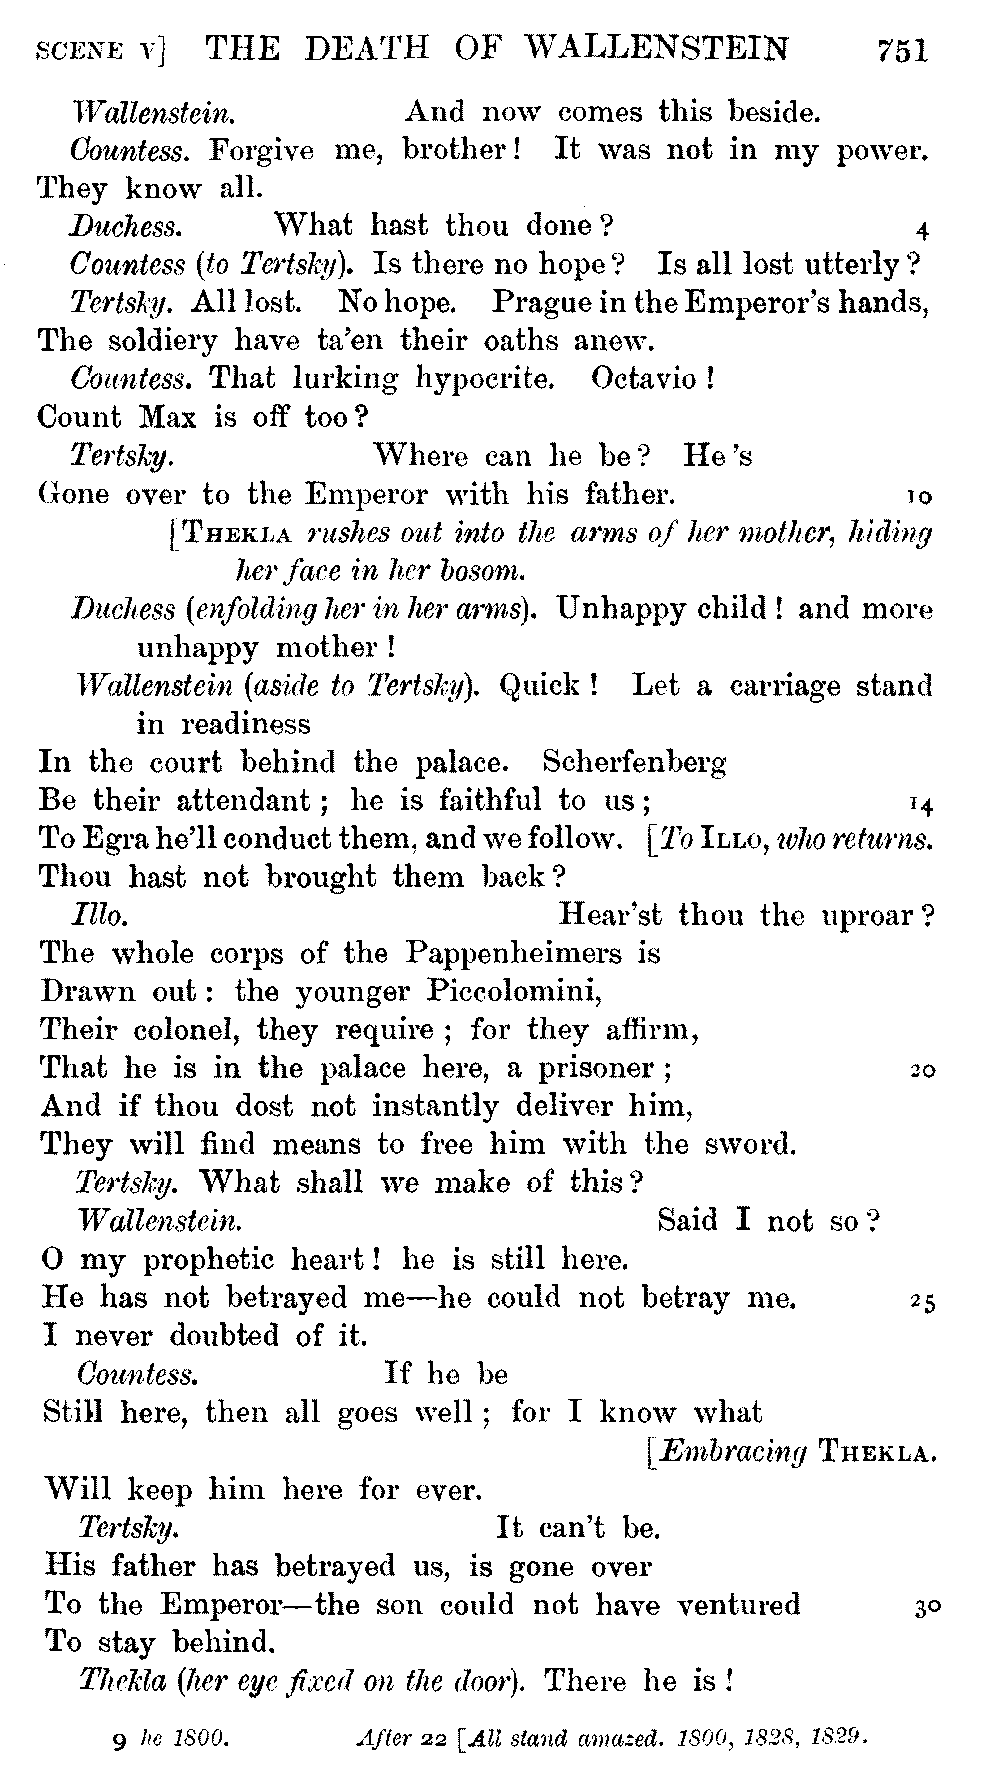 SCENE V] THE DEATH OF WALLENSTEIN 751
Wallenstein. And now comes this beside.
Countess. Forgive me, brother! It was not in my power.
They know all.
Duchess. What hast thou done? 4
Countess (to Tertsky). Is there no hope? Is all lost utterly?
Tertsky. All lost. No hope. Prague in the Emperor's hands,
The soldiery have ta'en their oaths anew.
Countess. That lurking hypocrite. Octavio!
Count Max is off too?
Tertsky. Where can he be? He's
Gone over to the Emperor with his father. 10
[THEKLA rushes out into the arms of her mother, hiding
her face in her bosom.
Duchess (enfolding her in her arms). Unhappy child! and more
unhappy mother!
Wallenstein (aside to Tertsky). Quick! Let a carriage stand
in readiness
In the court behind the palace. Scherfenberg
Be their attendant; he is faithful to us; 14
To Egra he'll conduct them, and we follow. [To ILLO, who returns.
Thou hast not brought them back?
Illo. Hear'st thou the uproar?
The whole corps of the Pappenheimers is
Drawn out: the younger Piccolomini,
Their colonel, they require; for they affirm,
That he is in the palace here, a prisoner; 20
And if thou dost not instantly deliver him,
They will find means to free him with the sword.
Tertsky. What shall we make of this?
Wallenstein. Said I not so?
O my prophetic heart! he is still here.
He has not betrayed me—he could not betray me. 25
I never doubted of it.
Countess. If he be
Still here, then all goes well; for I know what
[Embracing THEKLA.
Will keep him here for ever.
Tertsky. It can't be.
His father has betrayed us, is gone over
To the Emperor—the son could not have ventured 30
To stay behind.
Thekla (her eye fixed on the door). There he is!
9 he 1800. After 22 [All stand amazed. 1800, 1828, 1829.